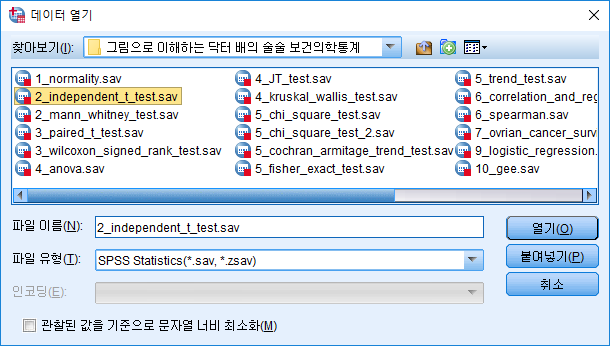 데이터 열기
찾아보기(I): 그림으로 이해하는 닥터 배의 술술 보건의학통계
1_normality.sav
2_independent_t_test.sav
2_mann_whitney_test.sav
3_paired_t_test.sav
3_wilcoxon_signed_rank_test.sav
4_anova.sav
4_JT_test.sav
4_kruskal_wallis_test.sav
5_chi_square_test.sav
5_chi_square_test_2.sav
5_cochran_armitage_trend_test.sav
5_fisher_exact_test.sav
5_trend_test.sav
6_correlation_and_reg
6_spearman.sav
7_ovrian_cancer_survi
9_logistic_regression.
10_gee.sav
파일 이름(N): 2_independent_t_test.sav
열기(O)
파일 유형(T): SPSS Statistics(*.sav, *.zsav)
붙여넣기(P)
인코딩(E):
취소
관찰된 값을 기준으로 문자열 너비 최소화(M)